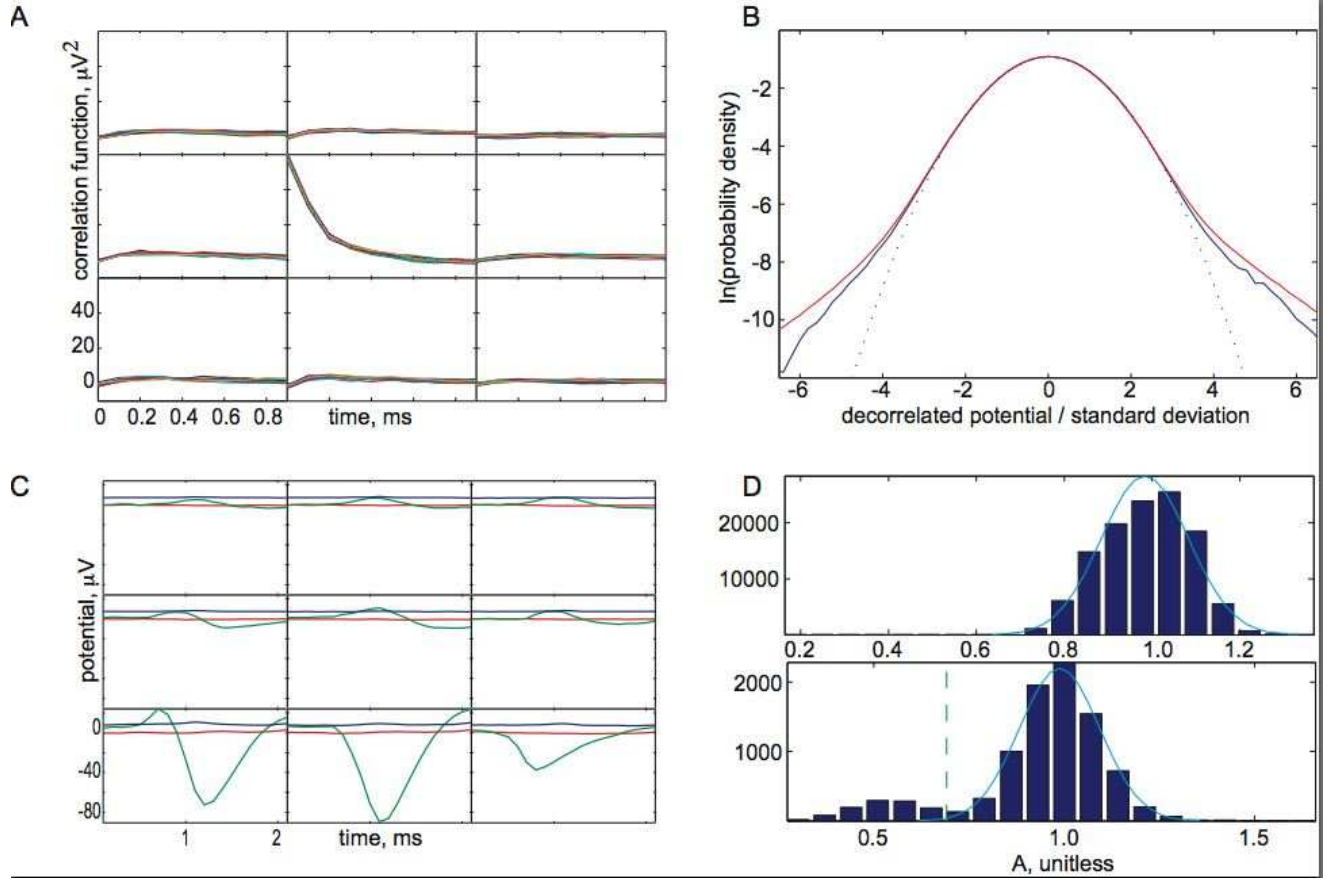 A
correlation function, μV²
40
20
0
0 0.2 0.4 0.6 0.8 time, ms
B
ln(probability density)
-2
-4
-6
-8
-10
-6 -4 -2 0 2 4 6
decorrelated potential / standard deviation
C
potential, μV
0
-40
-80
1 2
time, ms
D
20000
10000
0.2 0.4 0.6 0.8 1.0 1.2
2000
1000
0.5 1.0 1.5
A, unitless